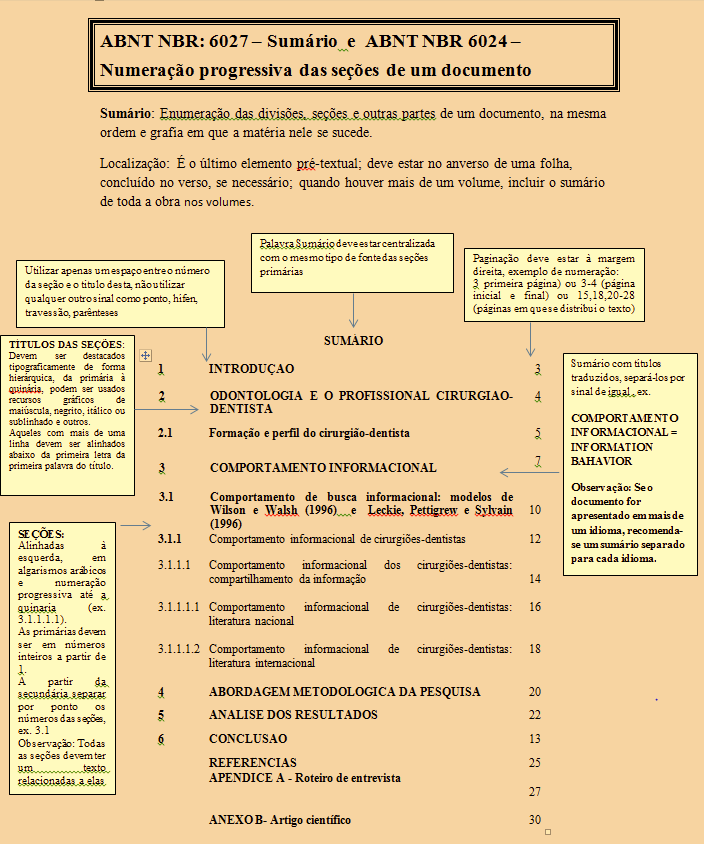 ABNT NBR: 6027 – Sumário e ABNT NBR 6024 –
Numeração progressiva das seções de um documento
Sumário: Enumeração das divisões, seções e outras partes de um documento, na mesma
ordem e grafia em que a matéria nele se sucede.
Localização: É o último elemento pré-textual; deve estar no anverso de uma folha,
concluído no verso, se necessário; quando houver mais de um volume, incluir o sumário
de toda a obra nos volumes.
Utilizar apenas um espaço entre o número
da seção e o titulo desta, não utilizar
qualquer outro sinal como ponto, hifen,
travessão, parênteses
Palavra Sumário deve estar centralizada
com o mesmo tipo de fonte das seções
primárias
Paginação deve estar à margem
direita, exemplo de numeração:
3 primeira página) ou 3-4 (página
inicial e final) ou 15,18,20-28
(páginas em que se distribui o texto)
TÍTULOS DAS SEÇÕES:
Devem ser destacados
tipograficamente de forma
hierárquica, da primária à
quinária, podem ser usados
recursos gráficos de
maiúscula, negrito, itálico ou
sublinhado e outros.
Aqueles com mais de uma
linha devem ser alinhados
abaixo da primeira letra da
primeira palavra do título.
SEÇÕES:
Alinhadas à
esquerda, em
algarismos arábicos
e numeração
progressiva até a
quinaria (ex.
3.1.1.1.1).
As primárias devem
ser em números
inteiros a partir de
1.
A partir da
secundária separar
por ponto os
números das seções,
ex. 3.1
Observação: Todas
as seções devem ter
um texto
relacionadas a elas
SUMÁRIO
1 INTRODUÇAO 3
2 ODONTOLOGIA E O PROFISSIONAL CIRURGIAO- 4
DENTISTA
2.1 Formação e perfil do cirurgião-dentista 5
3 COMPORTAMENTO INFORMACIONAL 7
3.1 Comportamento de busca informacional: modelos de
Wilson e Walsh (1996) e Leckie, Pettigrew e Sylvain 10
(1996)
3.1.1 Comportamento informacional de cirurgiões-dentistas 12
3.1.1.1 Comportamento informacional dos cirurgiões-dentistas:
compartilhamento da informação 14
3.1.1.1.1 Comportamento informacional de cirurgiões-dentistas: 16
literatura nacional
3.1.1.1.2 Comportamento informacional de cirurgiões-dentistas: 18
literatura internacional
4 ABORDAGEM METODOLOGICA DA PESQUISA 20
5 ANALISE DOS RESULTADOS 22
6 CONCLUSAO 13
REFERENCIAS 25
APENDICE A - Roteiro de entrevista
27
ANEXO B- Artigo científico 30
Sumário com titulos
traduzidos, separá-los por
sinal de igual , ex.
COMPORTAMENTO
INFORMACIONAL =
INFORMATION
BAHAVIOR
Observação: Se o
documento for
apresentado em mais de
um idioma, recomenda-
se um sumário separado
para cada idioma.